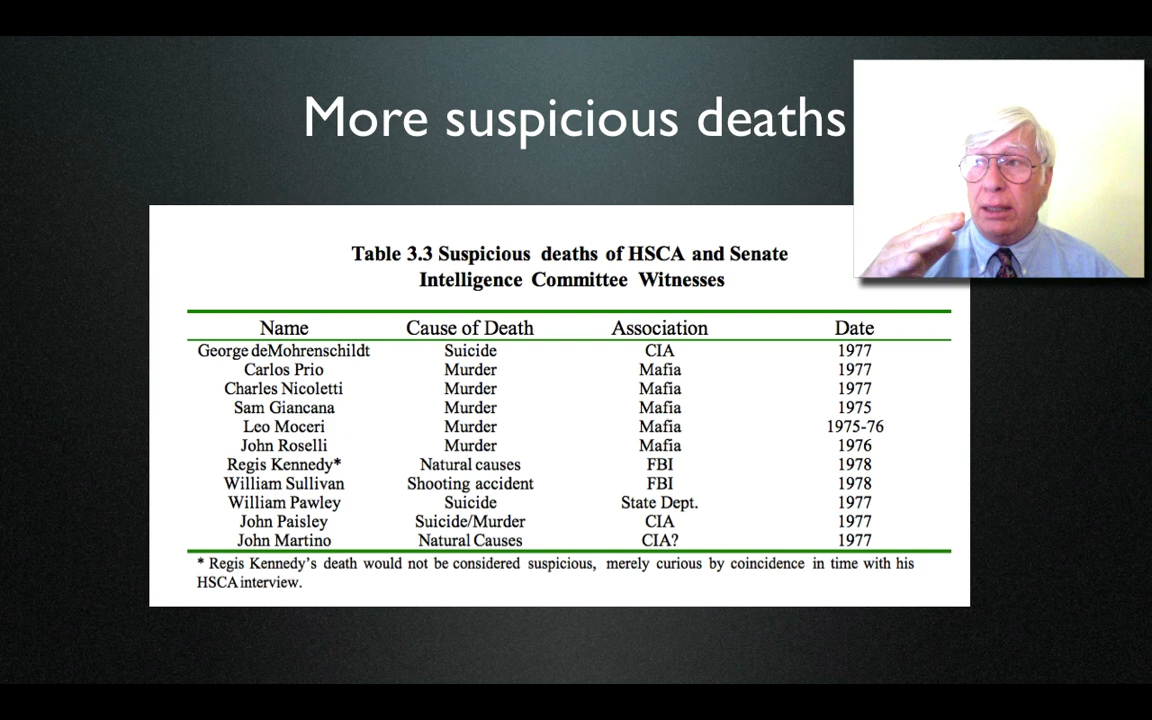 More suspicious deaths
Table 3.3 Suspicious deaths of HSCA and Senate
Intelligence Committee Witnesses
Name Cause of Death Association Date
George deMohrenschildt Suicide CIA 1977
Carlos Prio Murder Mafia 1977
Charles Nicoletti Murder Mafia 1977
Sam Giancana Murder Mafia 1975
Leo Moceri Murder Mafia 1975-76
John Roselli Murder Mafia 1976
Regis Kennedy* Natural causes FBI 1978
William Sullivan Shooting accident FBI 1978
William Pawley Suicide State Dept. 1977
John Paisley Suicide/Murder CIA 1977
John Martino Natural Causes CIA? 1977
* Regis Kennedy's death would not be considered suspicious, merely curious by coincidence in time with his
HSCA interview.